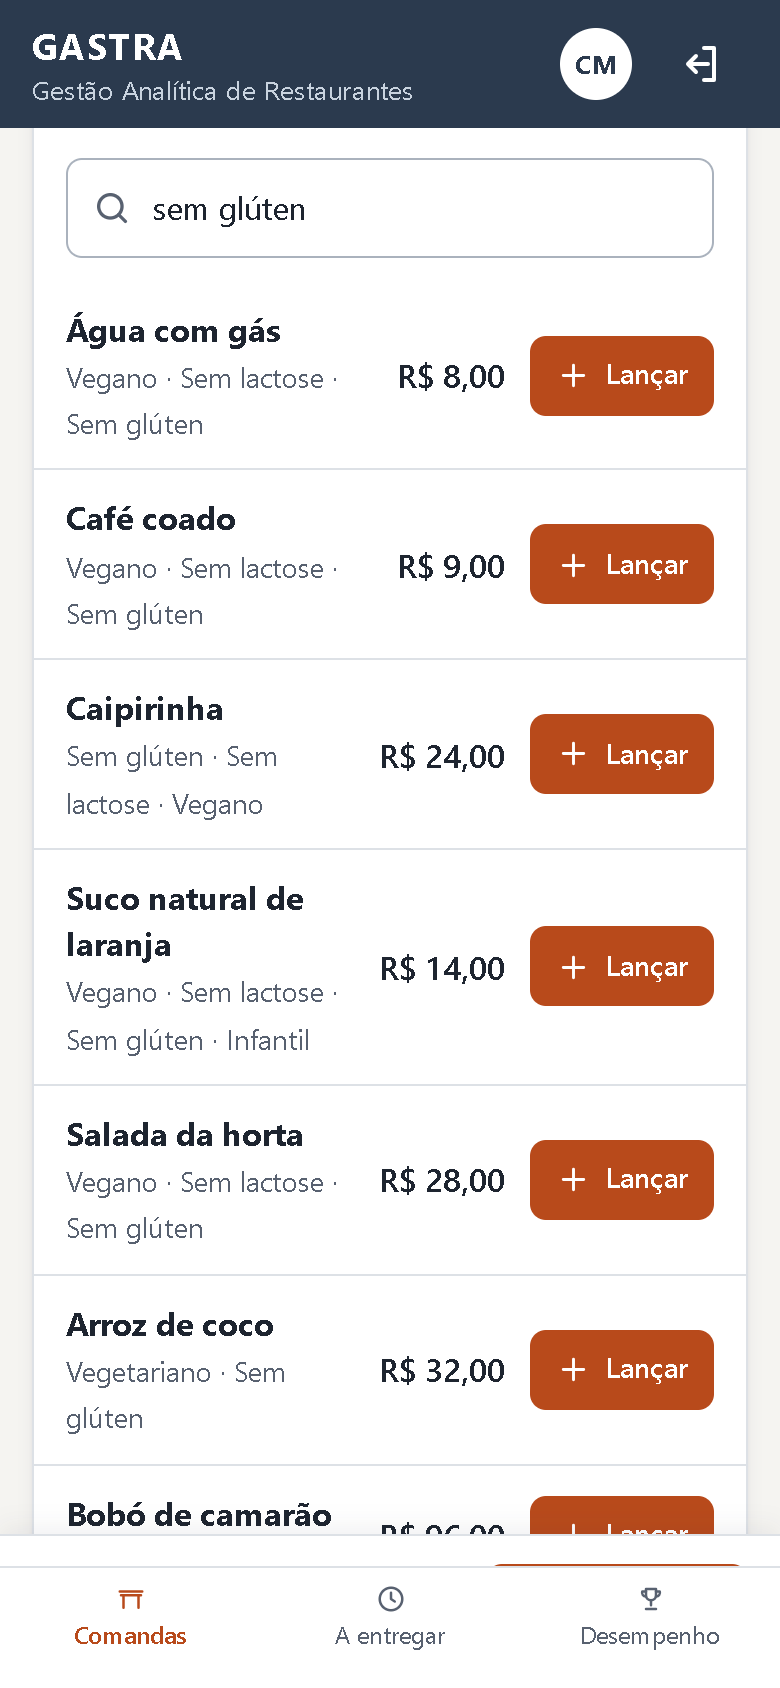 GASTRA
Gestão Analítica de Restaurantes
CM
sem glúten
Água com gás
Vegano · Sem lactose ·
Sem glúten
R$ 8,00
+ Lançar
Café coado
Vegano · Sem lactose ·
Sem glúten
R$ 9,00
+ Lançar
Caipirinha
Sem glúten · Sem
lactose · Vegano
R$ 24,00
+ Lançar
Suco natural de
laranja
Vegano · Sem lactose ·
Sem glúten · Infantil
R$ 14,00
+ Lançar
Salada da horta
Vegano · Sem lactose ·
Sem glúten
R$ 28,00
+ Lançar
Arroz de coco
Vegetariano · Sem
glúten
R$ 32,00
+ Lançar
Bobó de camarão
+ Lançar
Comandas
A entregar
Desempenho